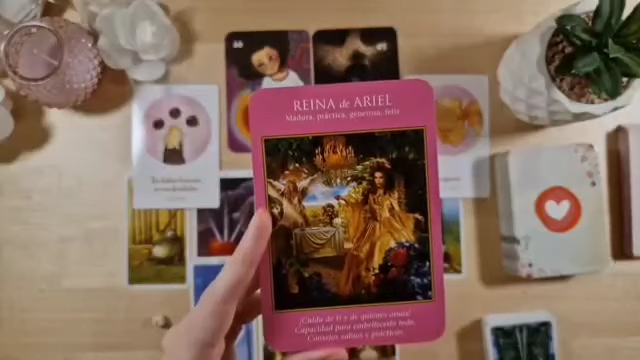 REINA de ARIEL
Madura, práctica, generosa, feliz
¡Cuida de ti y de quienes amas!
Capacidad para embellecerlo todo.
Consejos sabios y prácticos.